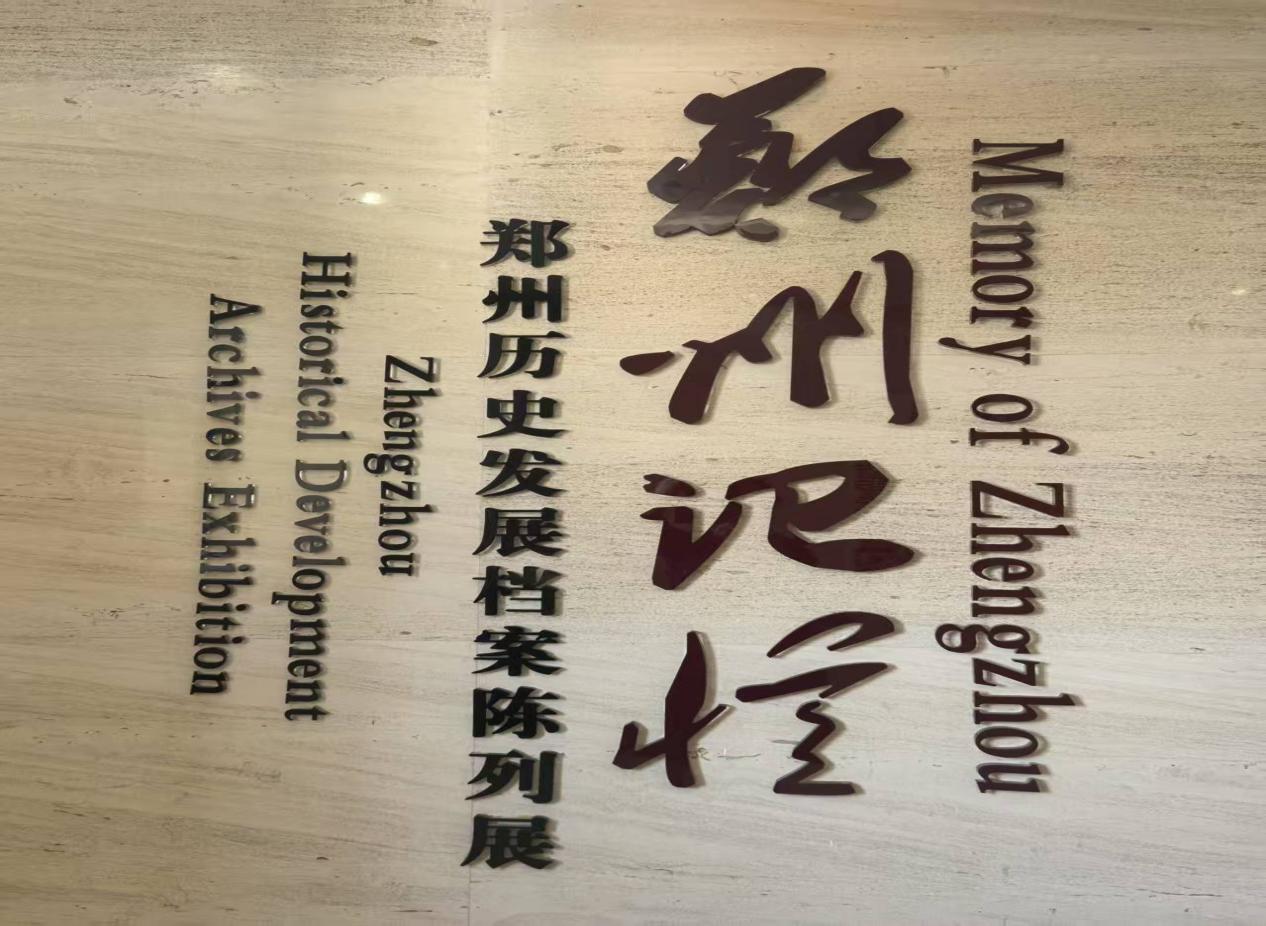 Memory of Zhengzhou
郑州记忆
郑州历史发展档案陈列展
Zhengzhou
Historical Development
Archives Exhibition